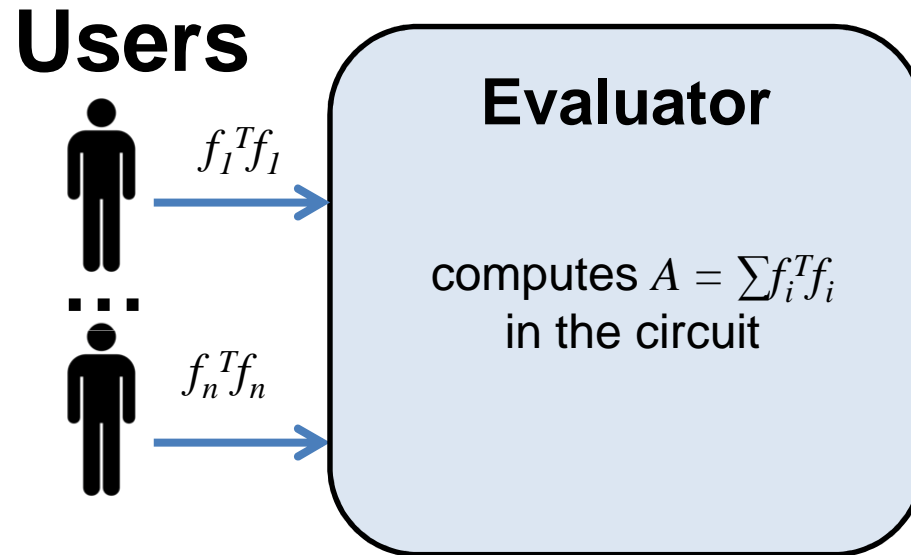 Users
Evaluator
f₁ᵀf₁
computes A = ∑fᵢᵀfᵢ
in the circuit
...
fₙᵀfₙ